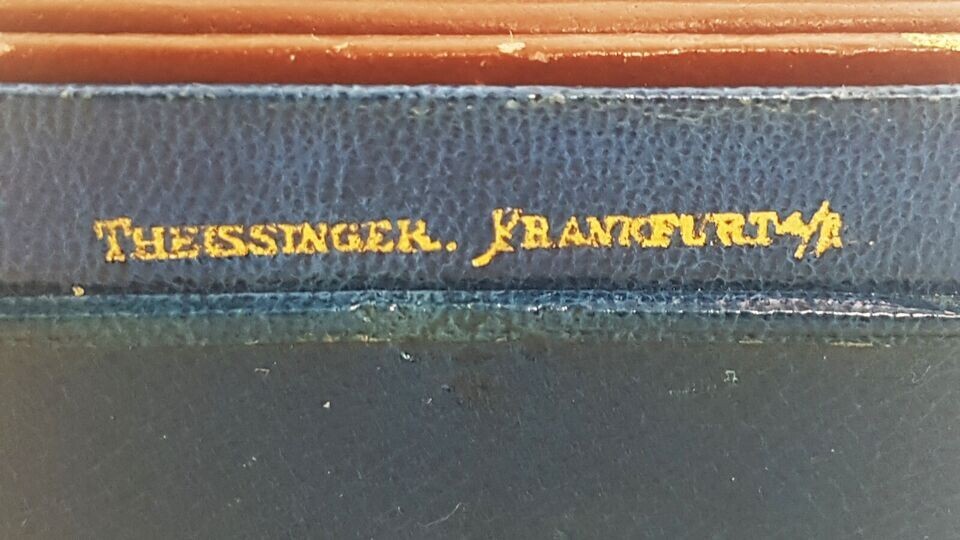 THEISSINGER. FRANKFURT a/M